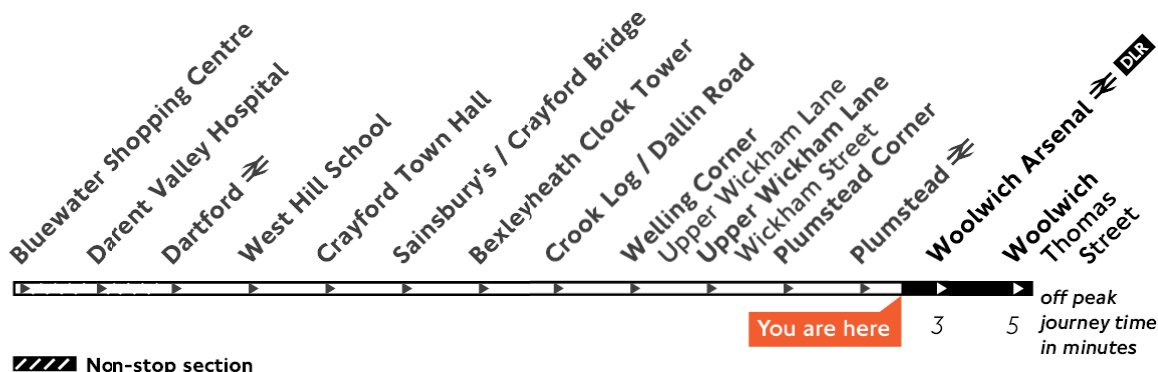 Bluewater Shopping Centre
Darent Valley Hospital
Dartford
West Hill School
Crayford Town Hall
Sainsbury's / Crayford Bridge
Bexleyheath Clock Tower
Crook Log / Dallin Road
Welling Corner
Upper Wickham Lane
Upper Wickham Lane
Wickham Street
Plumstead Corner
Plumstead
Woolwich Arsenal DLR
Woolwich
Thomas
Street
You are here
3
5
off peak
journey time
in minutes
Non-stop section